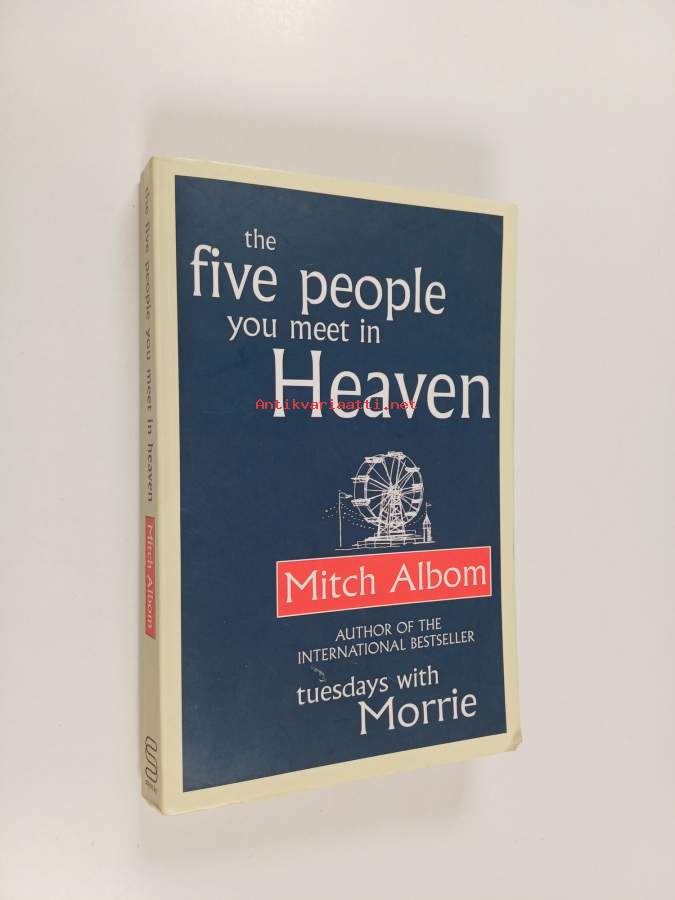 the
five people
you meet in
Heaven
Antikvariaatti.net
Mitch Albom
AUTHOR OF THE
INTERNATIONAL BESTSELLER
tuesdays with
Morrie
the five people you meet in heaven Mitch Albom